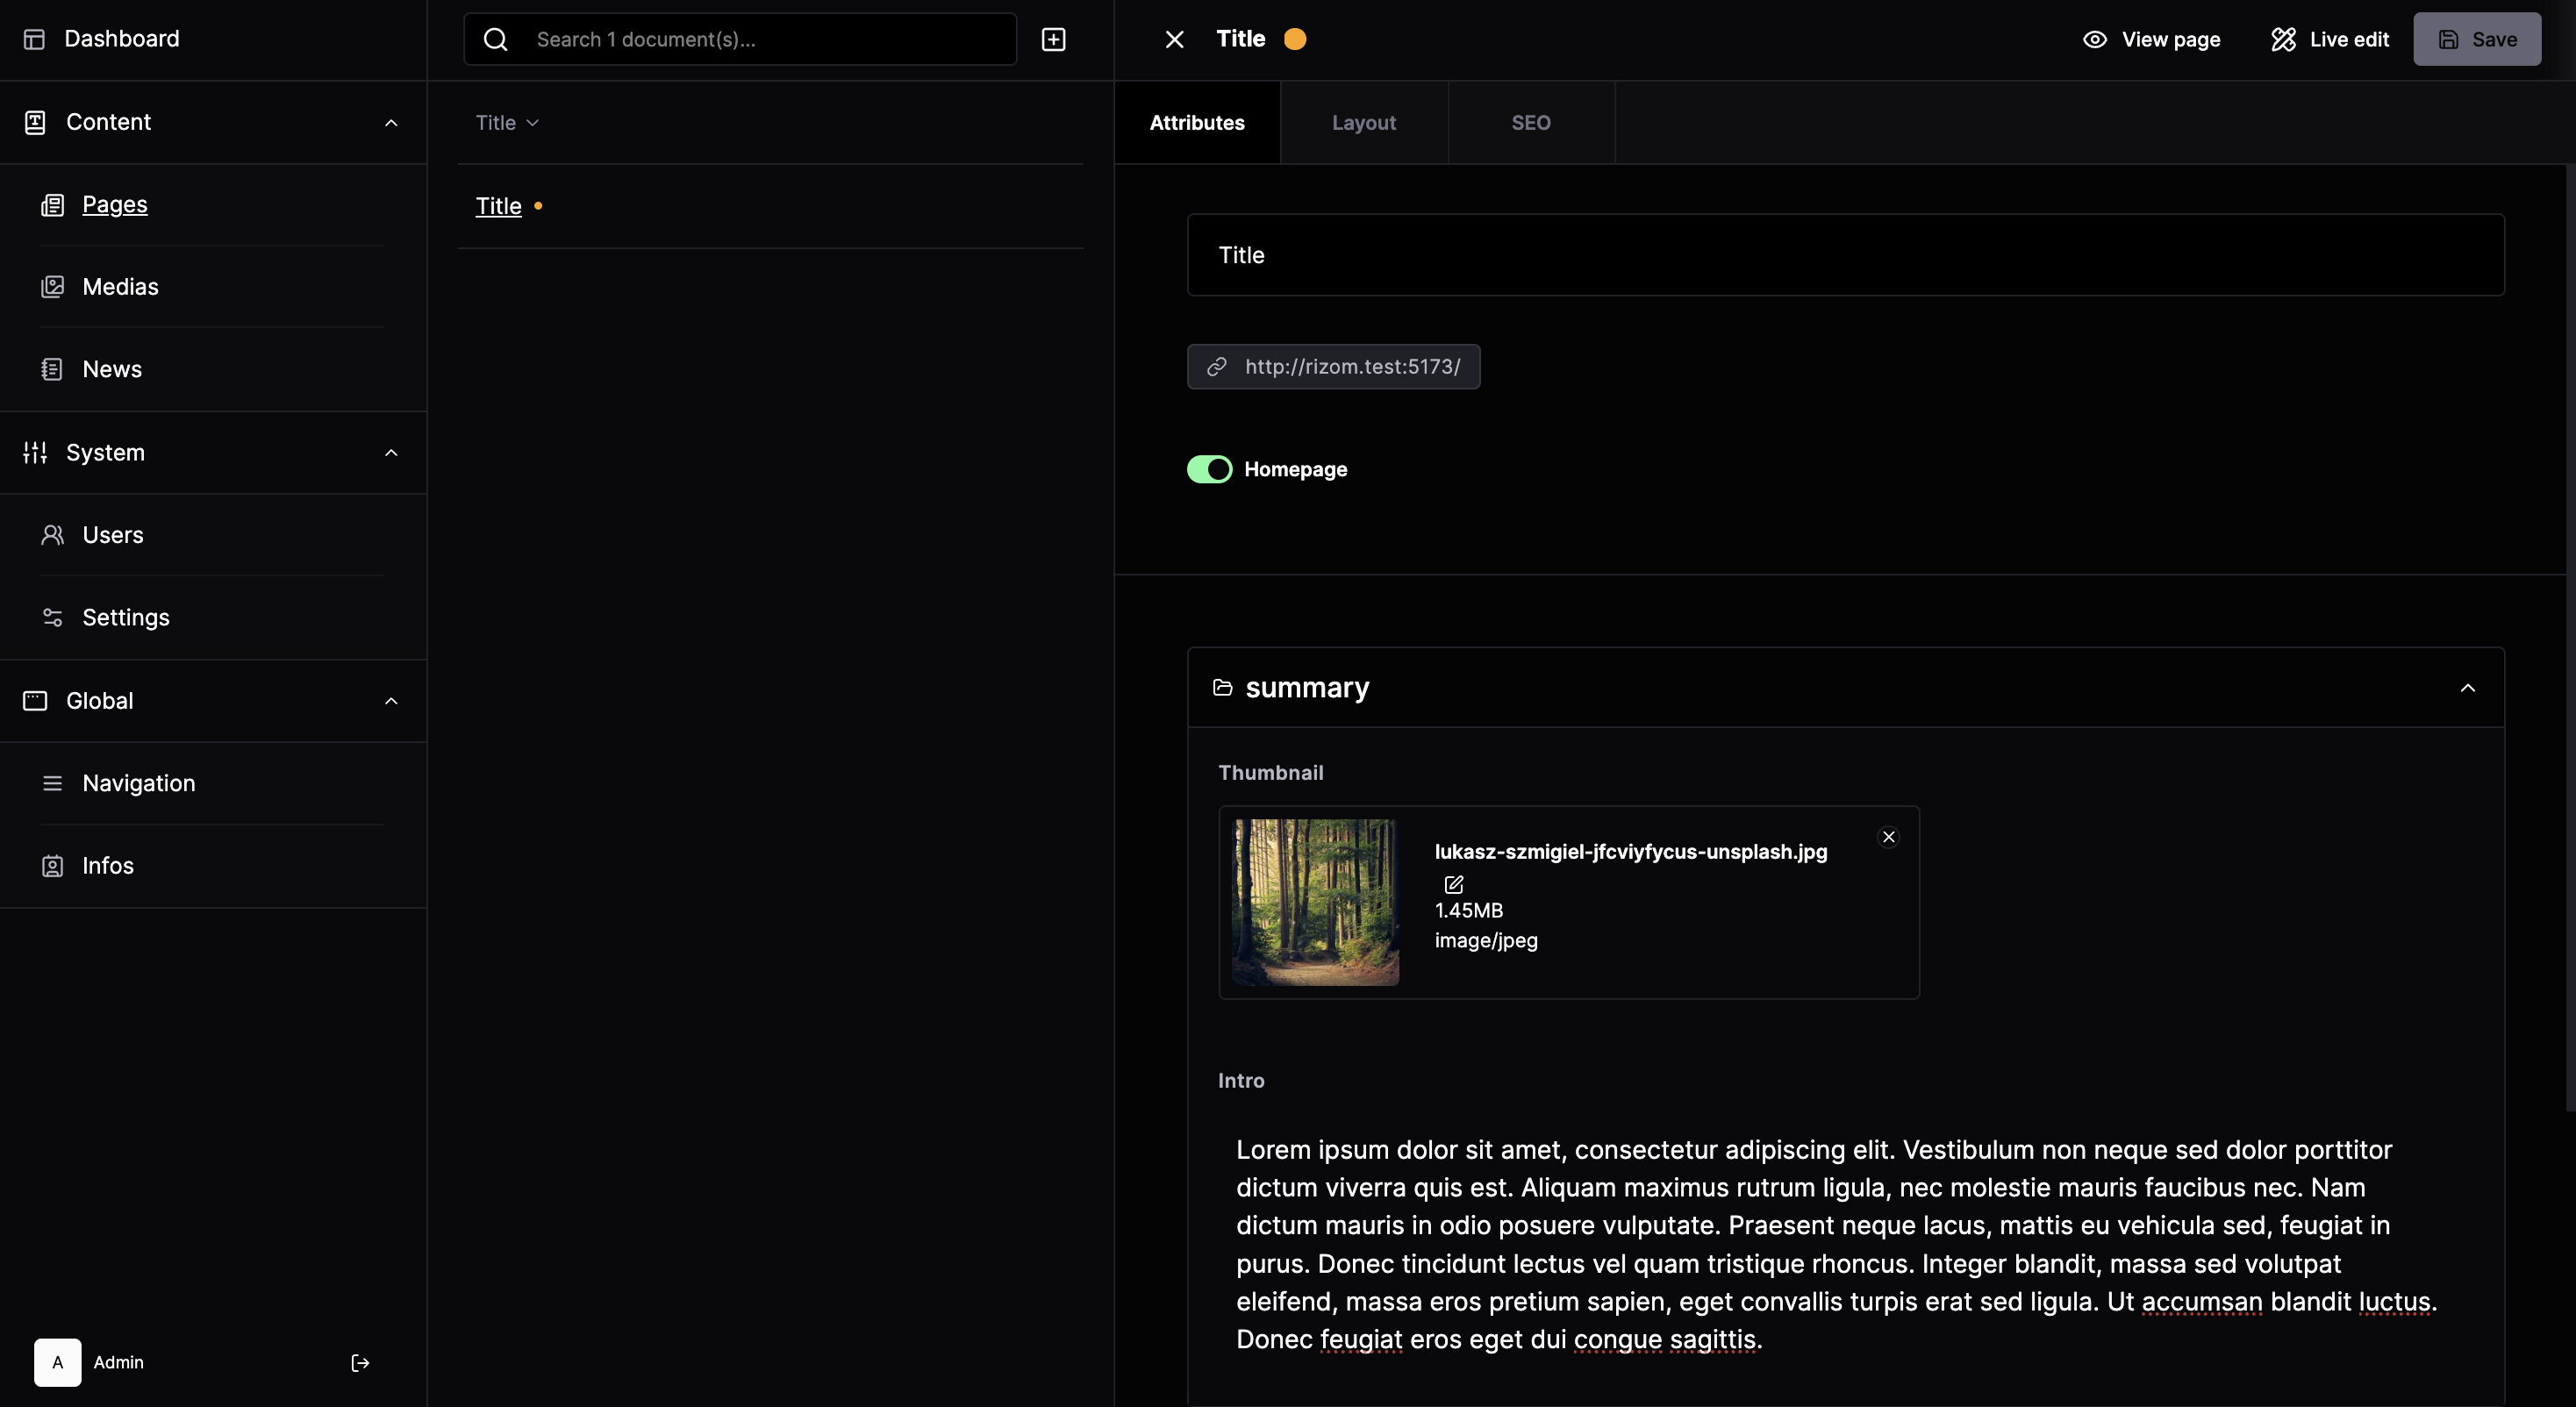 Dashboard
Content
Pages
Medias
News
System
Users
Settings
Global
Navigation
Infos
A
Admin
Search 1 document(s)...
Title
Title
Title
View page
Live edit
Save
Attributes
Layout
SEO
Title
http://rizom.test:5173/
Homepage
summary
Thumbnail
lukasz-szmigiel-jfcviyfycus-unsplash.jpg
1.45MB
image/jpeg
Intro
Lorem ipsum dolor sit amet, consectetur adipiscing elit. Vestibulum non neque sed dolor porttitor
dictum viverra quis est. Aliquam maximus rutrum ligula, nec molestie mauris faucibus nec. Nam
dictum mauris in odio posuere vulputate. Praesent neque lacus, mattis eu vehicula sed, feugiat in
purus. Donec tincidunt lectus vel quam tristique rhoncus. Integer blandit, massa sed volutpat
eleifend, massa eros pretium sapien, eget convallis turpis erat sed ligula. Ut accumsan blandit luctus.
Donec feugiat eros eget dui congue sagittis.